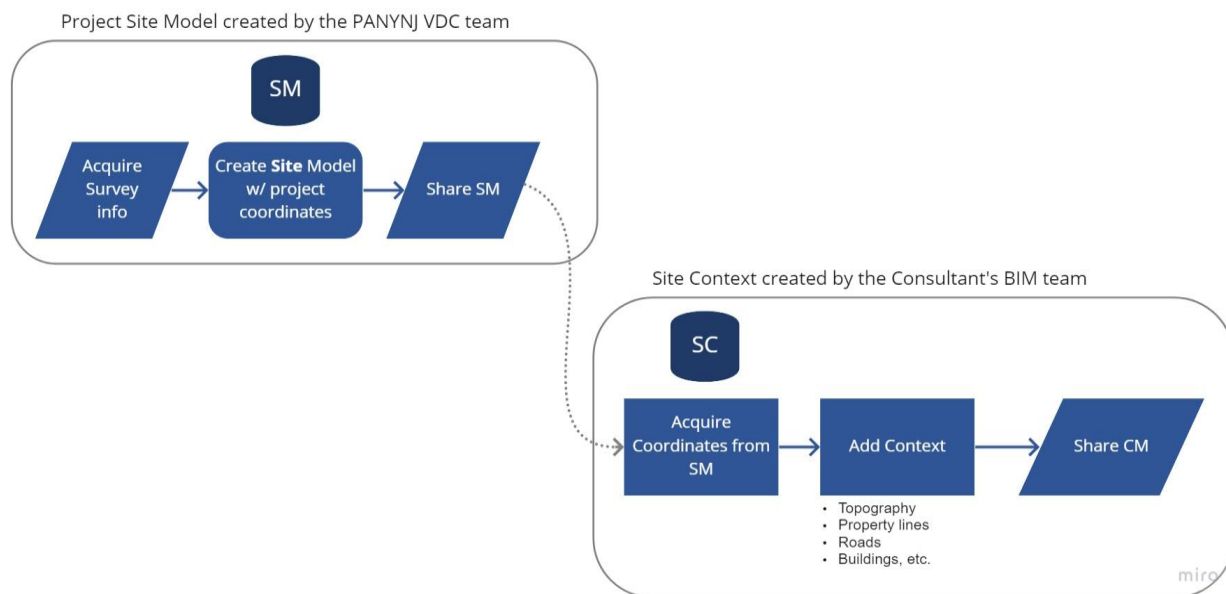 Project Site Model created by the PANYNJ VDC team
SM
Acquire
Survey
info
Create Site Model
w/ project
coordinates
Share SM
Site Context created by the Consultant's BIM team
SC
Acquire
Coordinates from
SM
Add Context
Share CM
• Topography
• Property lines
• Roads
• Buildings, etc.
miro